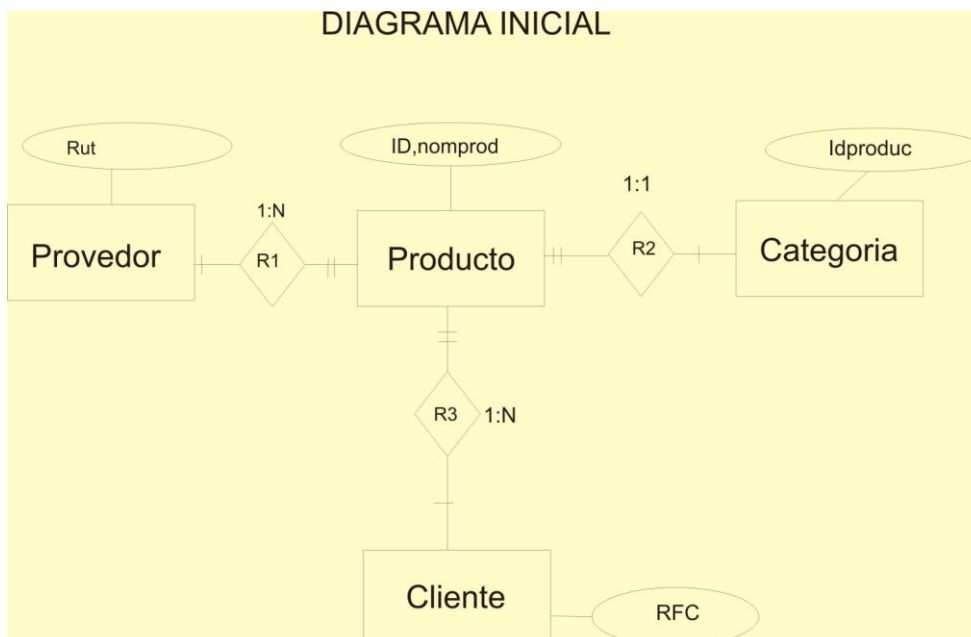 DIAGRAMA INICIAL
Rut
ID,nomprod
Idproduc
1:N
1:1
Provedor
R1
Producto
R2
Categoria
R3
1:N
Cliente
RFC